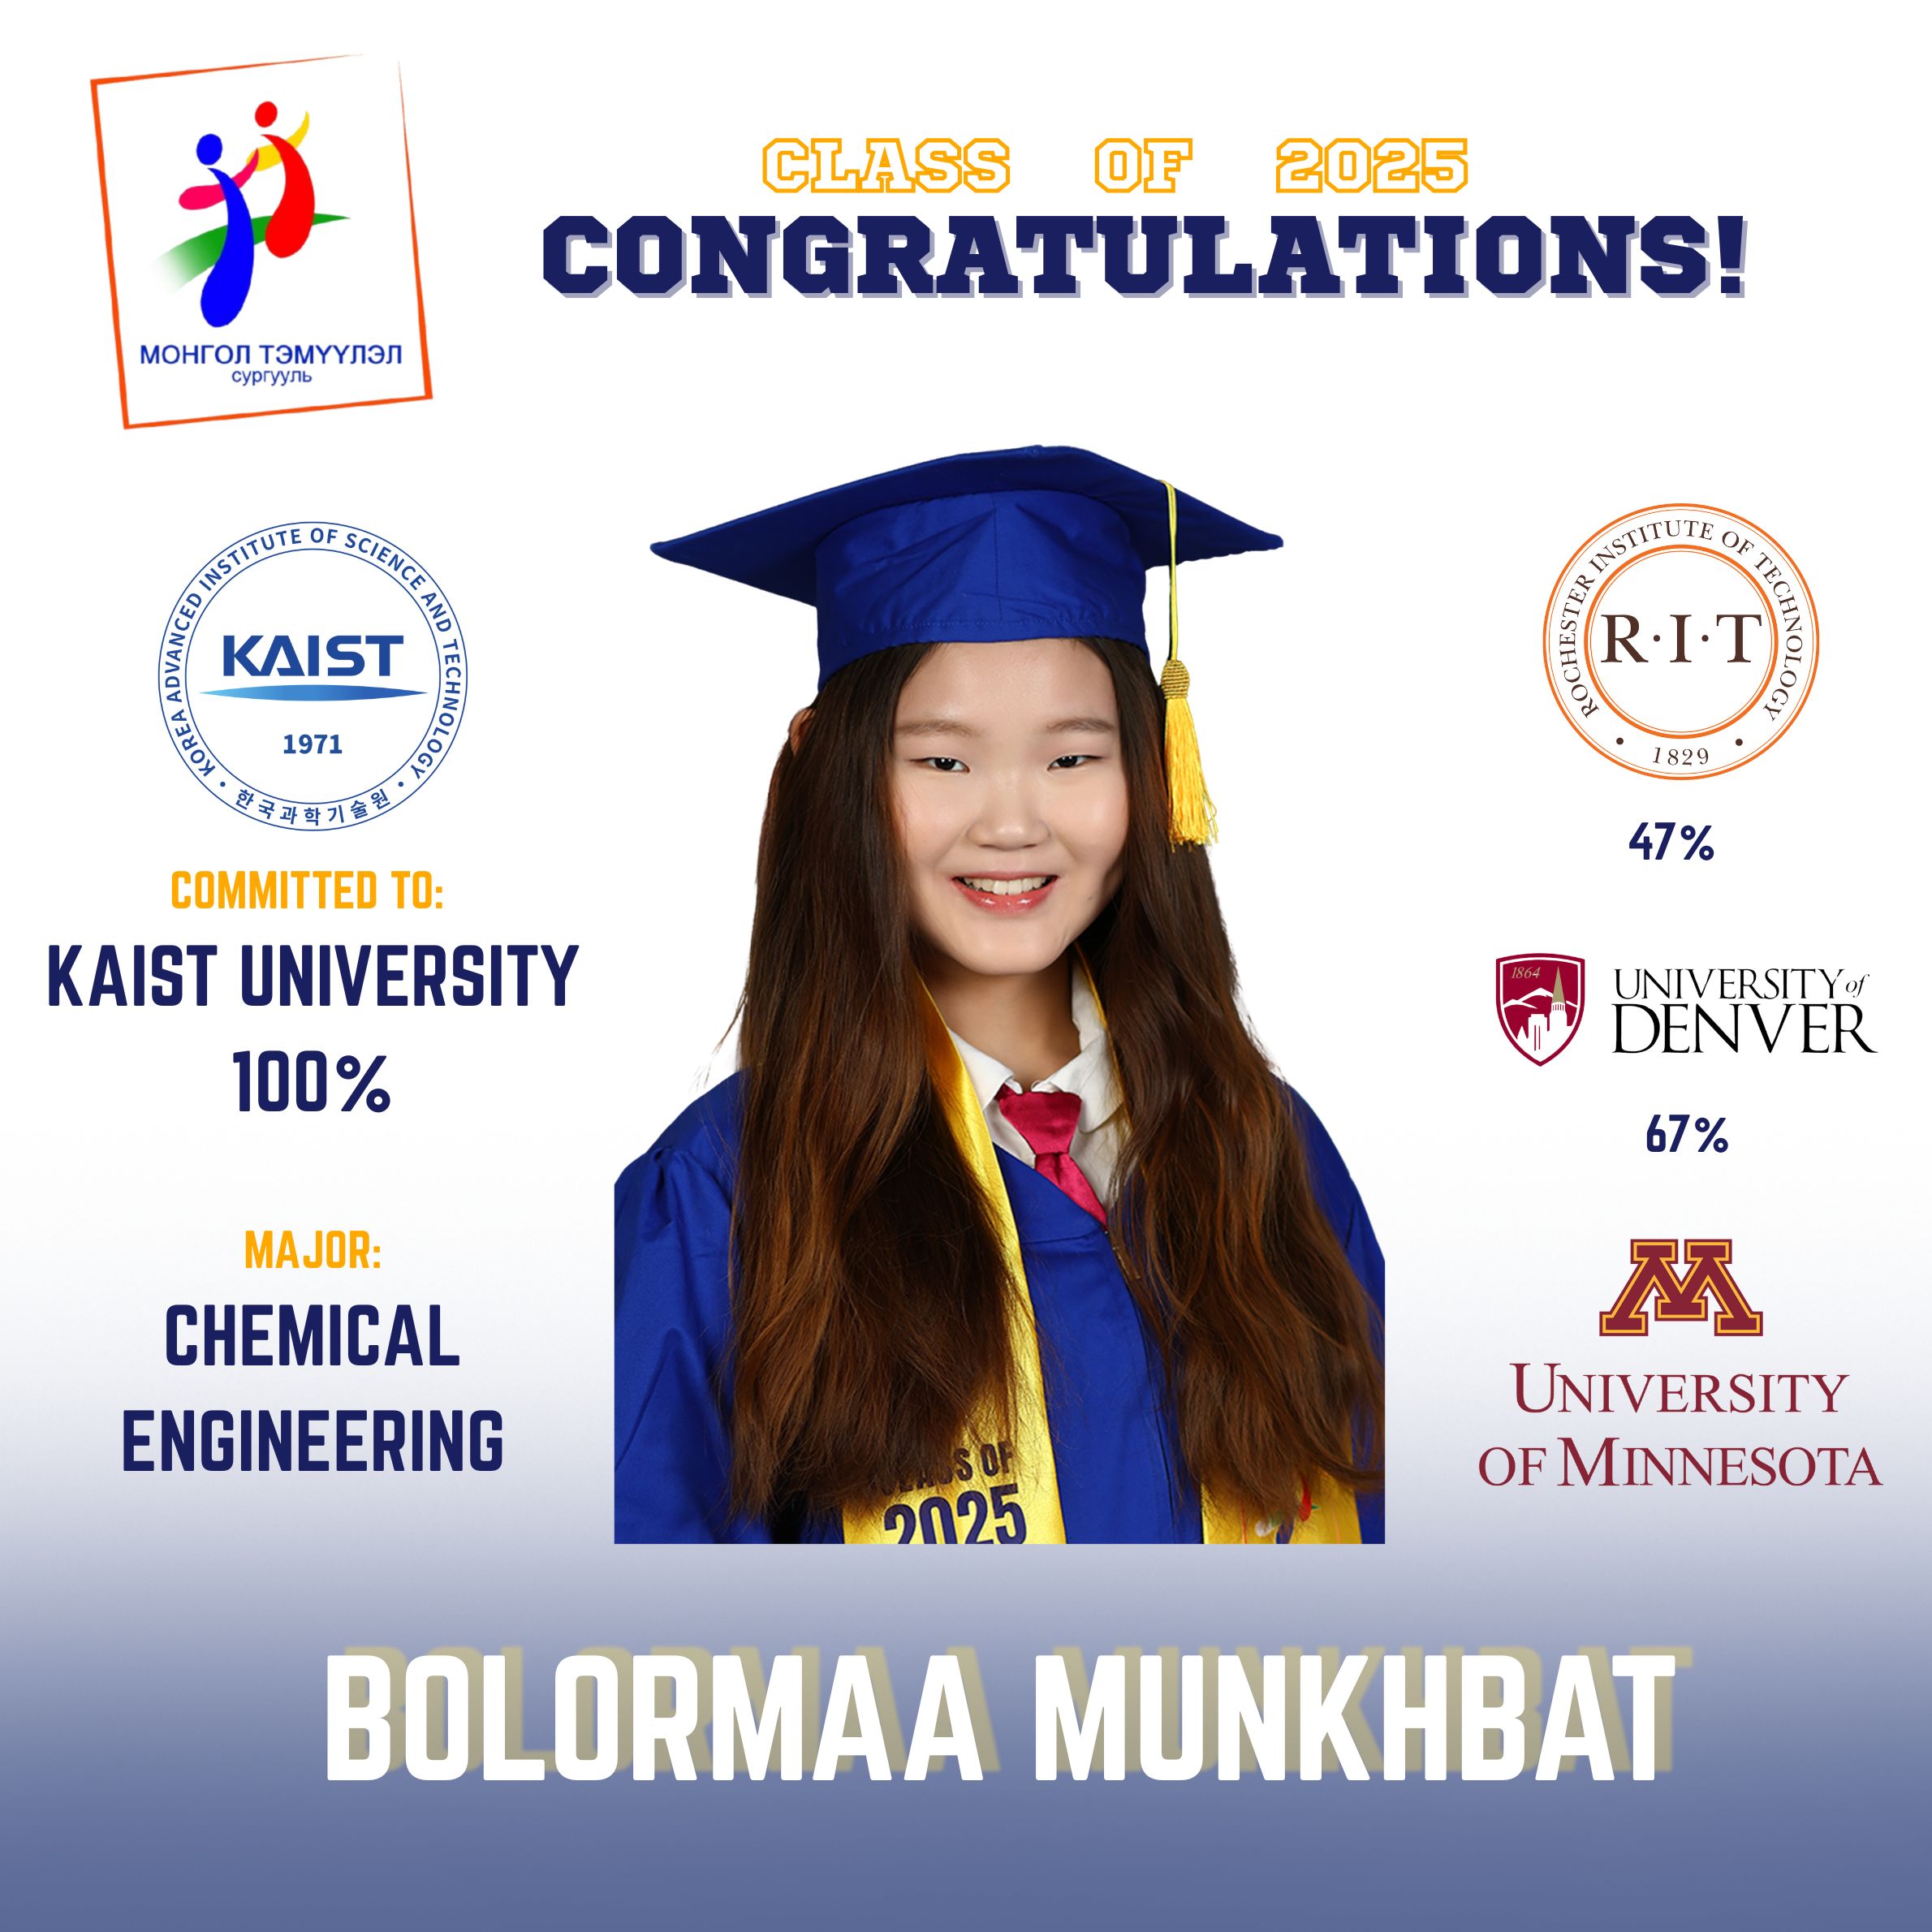 CLASS OF 2025
CONGRATULATIONS!
МОНГОЛ ТЭМҮҮЛЭЛ
сургууль
KOREA ADVANCED INSTITUTE OF SCIENCE AND TECHNOLOGY
KAIST
1971
한국과학기술원
COMMITTED TO:
KAIST UNIVERSITY
100%
MAJOR:
CHEMICAL
ENGINEERING
CLASS OF
2025
ROCHESTER INSTITUTE OF TECHNOLOGY
R·I·T
1829
47%
1864
UNIVERSITY of
DENVER
67%
M
UNIVERSITY
OF MINNESOTA
BOLORMAA MUNKHBAT